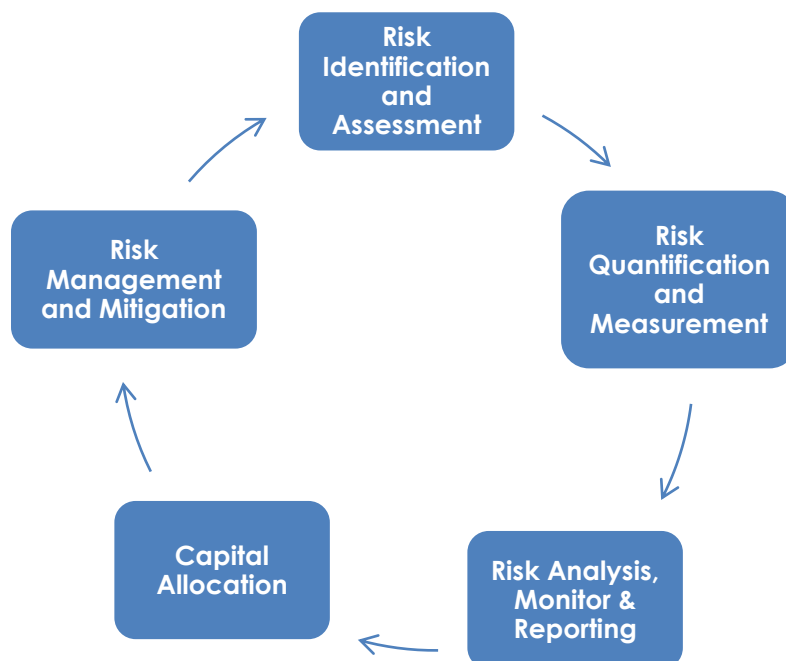 Risk
Identification
and
Assessment
Risk
Quantification
and
Measurement
Risk Analysis,
Monitor &
Reporting
Capital
Allocation
Risk
Management
and Mitigation